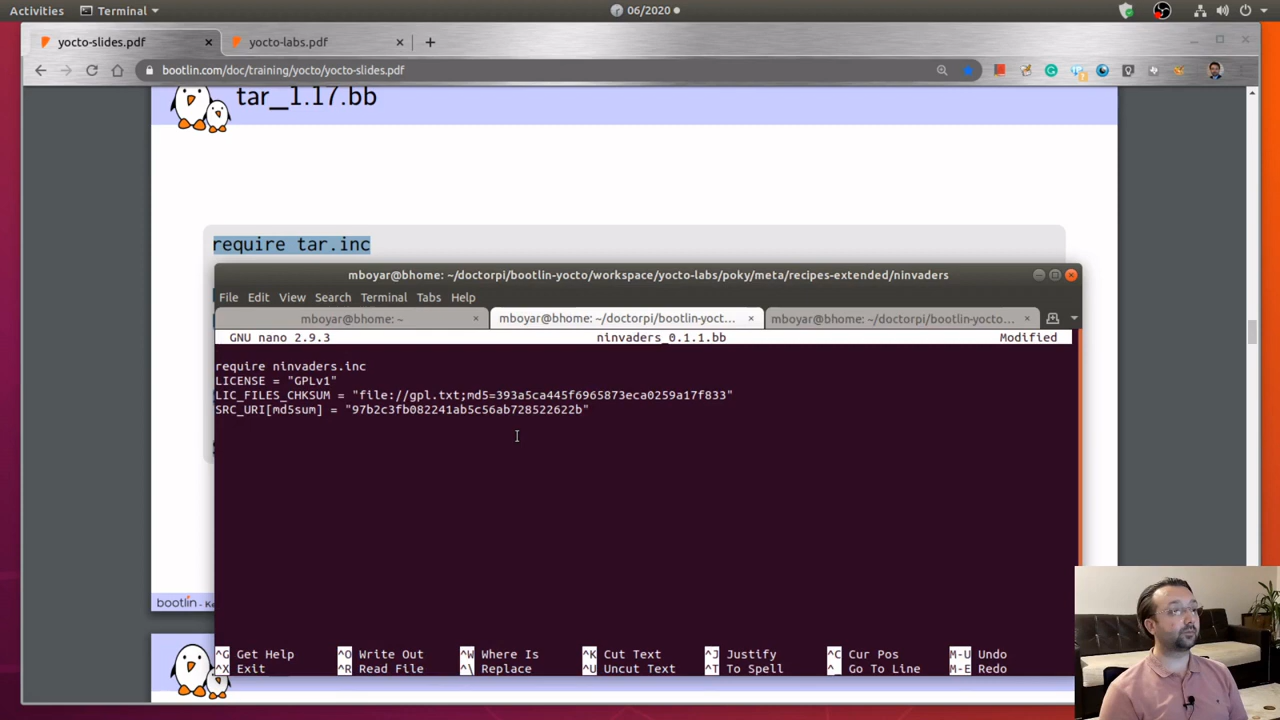 Activities
Terminal
06/2020
yocto-slides.pdf
yocto-labs.pdf
bootlin.com/doc/training/yocto/yocto-slides.pdf
tar_1.17.bb
require tar.inc
mboyar@bhome: ~/doctorpi/bootlin-yocto/workspace/yocto-labs/poky/meta/recipes-extended/ninvaders
File Edit View Search Terminal Tabs Help
mboyar@bhome: ~
mboyar@bhome: ~/doctorpi/bootlin-yoct...
mboyar@bhome: ~/doctorpi/bootlin-yocto...
GNU nano 2.9.3 ninvaders_0.1.1.bb Modified
require ninvaders.inc
LICENSE = "GPLv1"
LIC_FILES_CHKSUM = "file://gpl.txt;md5=393a5ca445f6965873eca0259a17f833"
SRC_URI[md5sum] = "97b2c3fb082241ab5c56ab728522622b"
^G Get Help ^O Write Out ^W Where Is ^K Cut Text ^J Justify ^C Cur Pos M-U Undo
^X Exit ^R Read File ^\ Replace ^U Uncut Text ^T To Spell ^_ Go To Line M-E Redo
bootlin